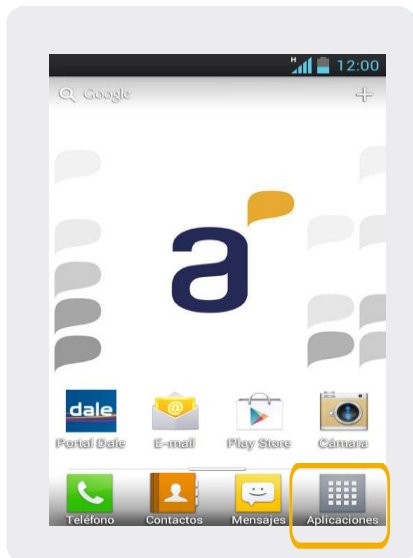 H 12:00
Google
a
dale
Portal Dale E-mail Play Store Cámara
Teléfono Contactos Mensajes Aplicaciones